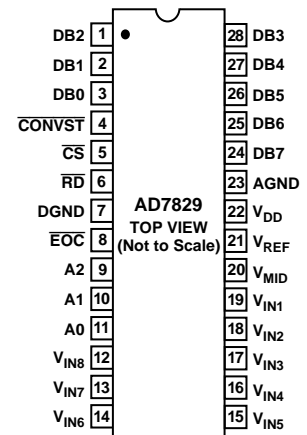 DB2 1 28 DB3
DB1 2 27 DB4
DB0 3 26 DB5
CONVST 4 25 DB6
CS 5 24 DB7
RD 6 23 AGND
DGND 7 22 VDD
EOC 8 21 VREF
A2 9 20 VMID
A1 10 19 VIN1
A0 11 18 VIN2
VIN8 12 17 VIN3
VIN7 13 16 VIN4
VIN6 14 15 VIN5
AD7829
TOP VIEW
(Not to Scale)